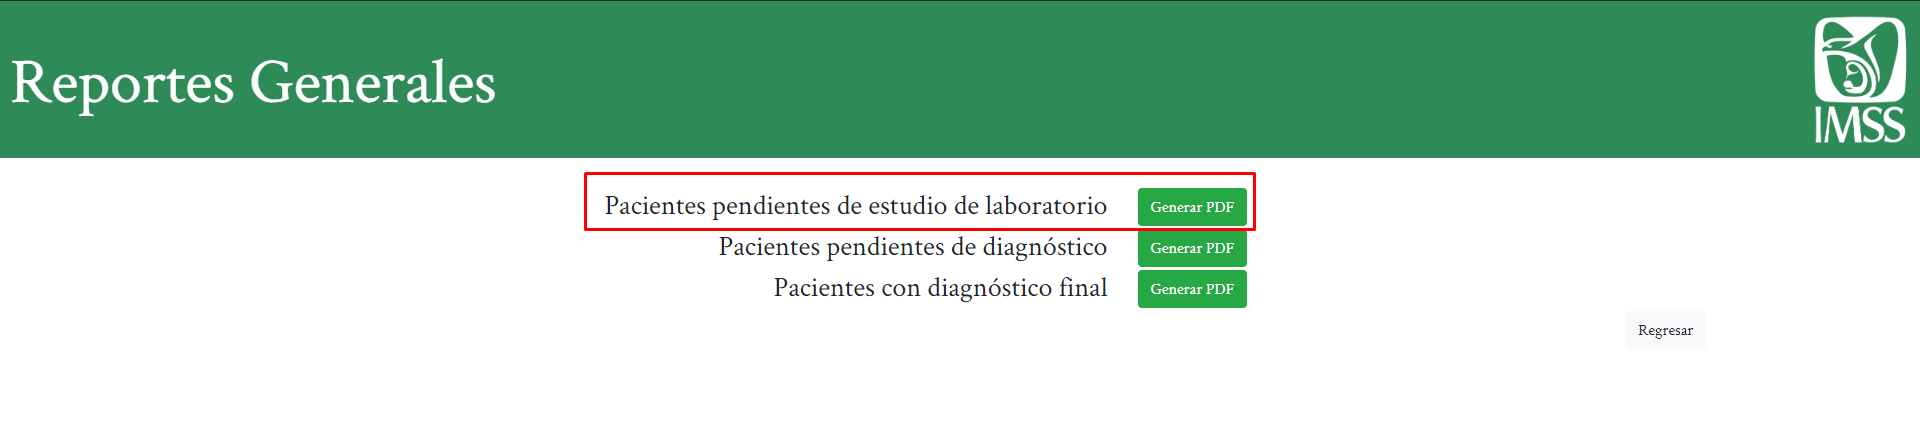 Reportes Generales
IMSS
Pacientes pendientes de estudio de laboratorio Generar PDF
Pacientes pendientes de diagnóstico Generar PDF
Pacientes con diagnóstico final Generar PDF
Regresar